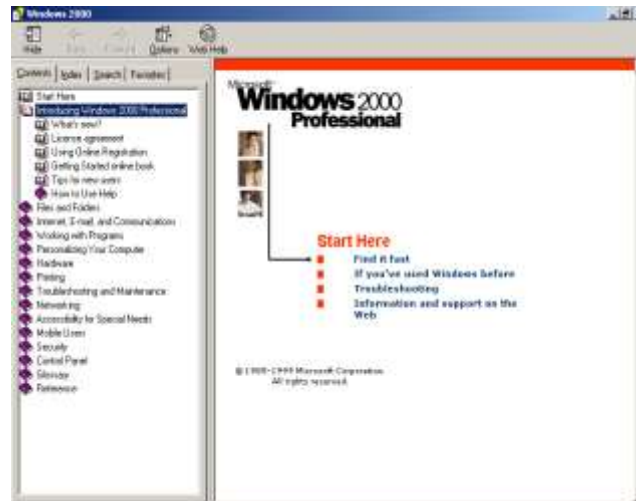 Windows 2000
Hide Back Forward Options Web Help
Contents Index Search Favorites
Start Here
Introducing Windows 2000 Professional
What's new?
License agreement
Using Online Registration
Getting Started online book
Tips for new users
How to Use Help
Files and Folders
Internet, E-mail, and Communications
Working with Programs
Personalizing Your Computer
Hardware
Printing
Troubleshooting and Maintenance
Networking
Accessibility for Special Needs
Mobile Users
Security
Control Panel
Glossary
Reference
Microsoft
Windows 2000
Professional
Start Here
Find it fast
If you've used Windows before
Troubleshooting
Information and support on the
Web
Microsoft Corporation.
All rights reserved.